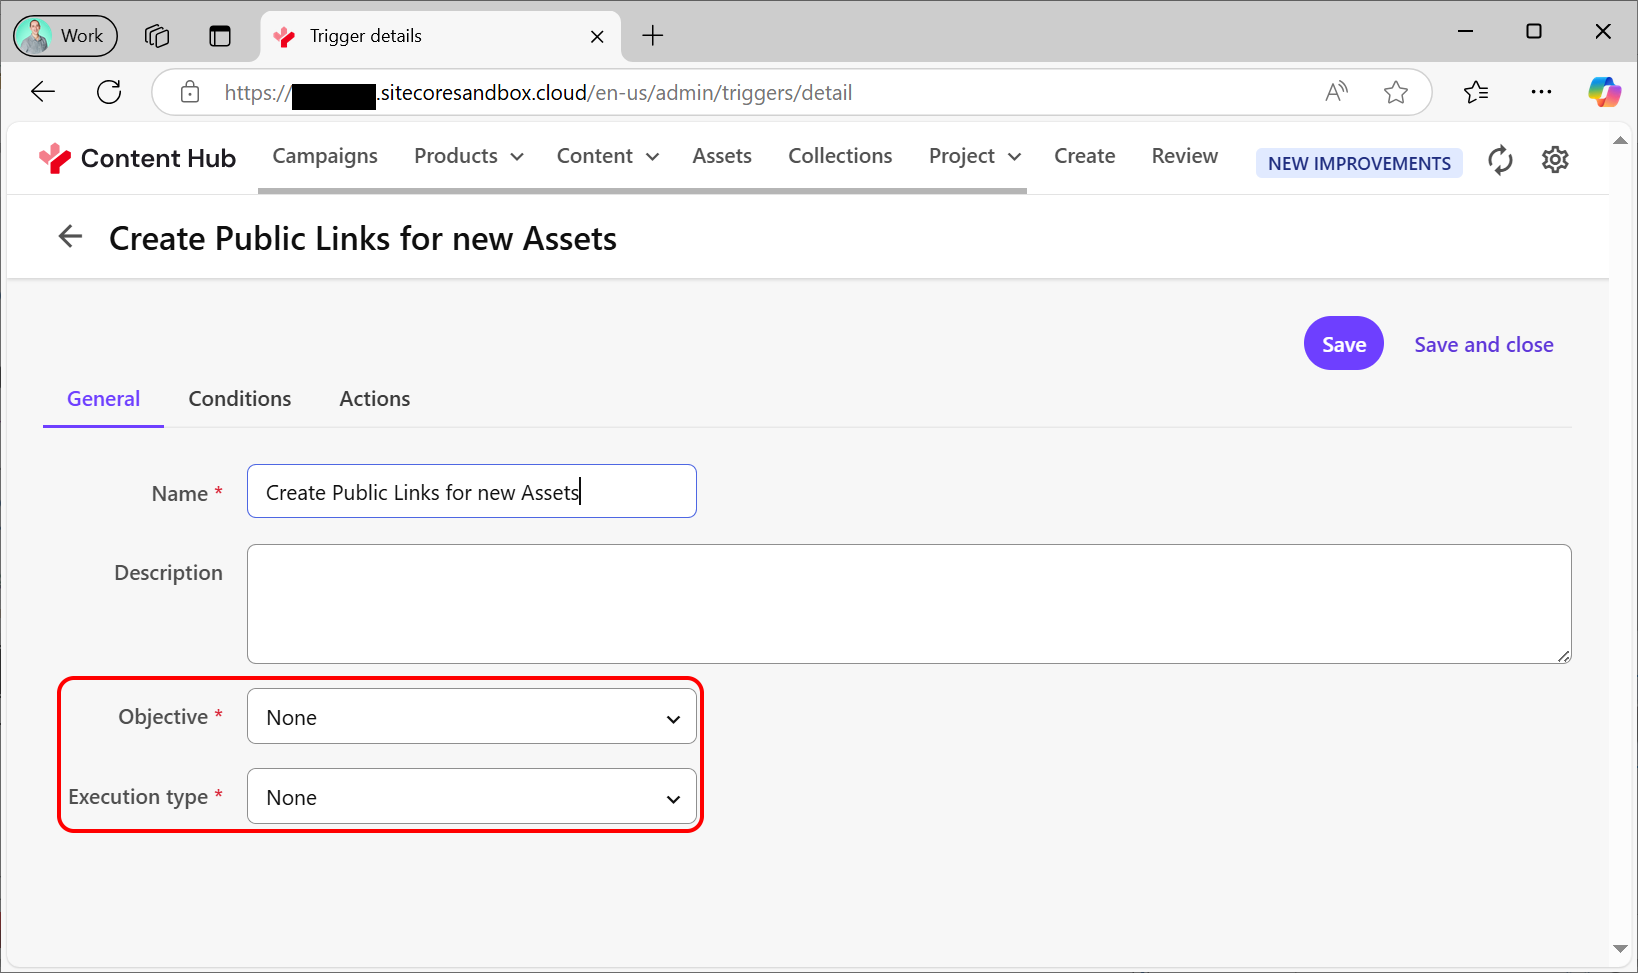 Work
Trigger details
https://
.sitecoresandbox.cloud/en-us/admin/triggers/detail
Content Hub
Campaigns
Products
Content
Assets
Collections
Project
Create
Review
NEW IMPROVEMENTS
Create Public Links for new Assets
Save
Save and close
General
Conditions
Actions
Name *
Create Public Links for new Assets
Description
Objective *
None
Execution type *
None